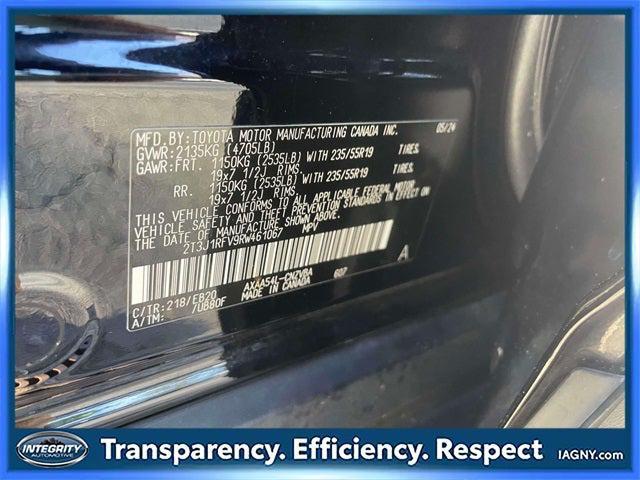 MFD. BY: TOYOTA MOTOR MANUFACTURING CANADA INC. 05/24
GVWR: 2135KG (4705LB)
GAWR: FRT. 1150KG (2535LB) WITH 235/55R19 TIRES.
19x7 1/2J RIMS
RR. 1150KG (2535LB) WITH 235/55R19 TIRES.
19x7 1/2J RIMS
THIS VEHICLE CONFORMS TO ALL APPLICABLE FEDERAL MOTOR
VEHICLE SAFETY AND THEFT PREVENTION STANDARDS IN EFFECT
ON THE DATE OF MANUFACTURE SHOWN ABOVE.
2T3J1RFV9RW461067 MPV
A
C/TR: 218/EB20 AXAA54L-CNZVBA 607
A/TM: /UB80F MADE IN CANADA
INTEGRITY
AUTOMOTIVE
Transparency. Efficiency. Respect
IAGNY.com